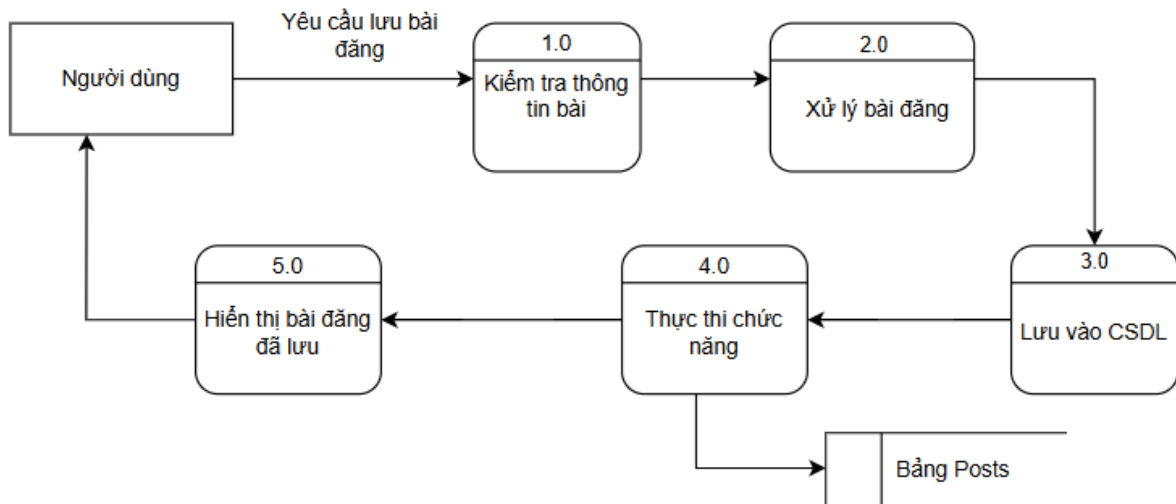 Yêu cầu lưu bài
đăng
Người dùng
1.0
Kiểm tra thông
tin bài
2.0
Xử lý bài đăng
5.0
Hiển thị bài đăng
đã lưu
4.0
Thực thi chức
năng
3.0
Lưu vào CSDL
Bảng Posts